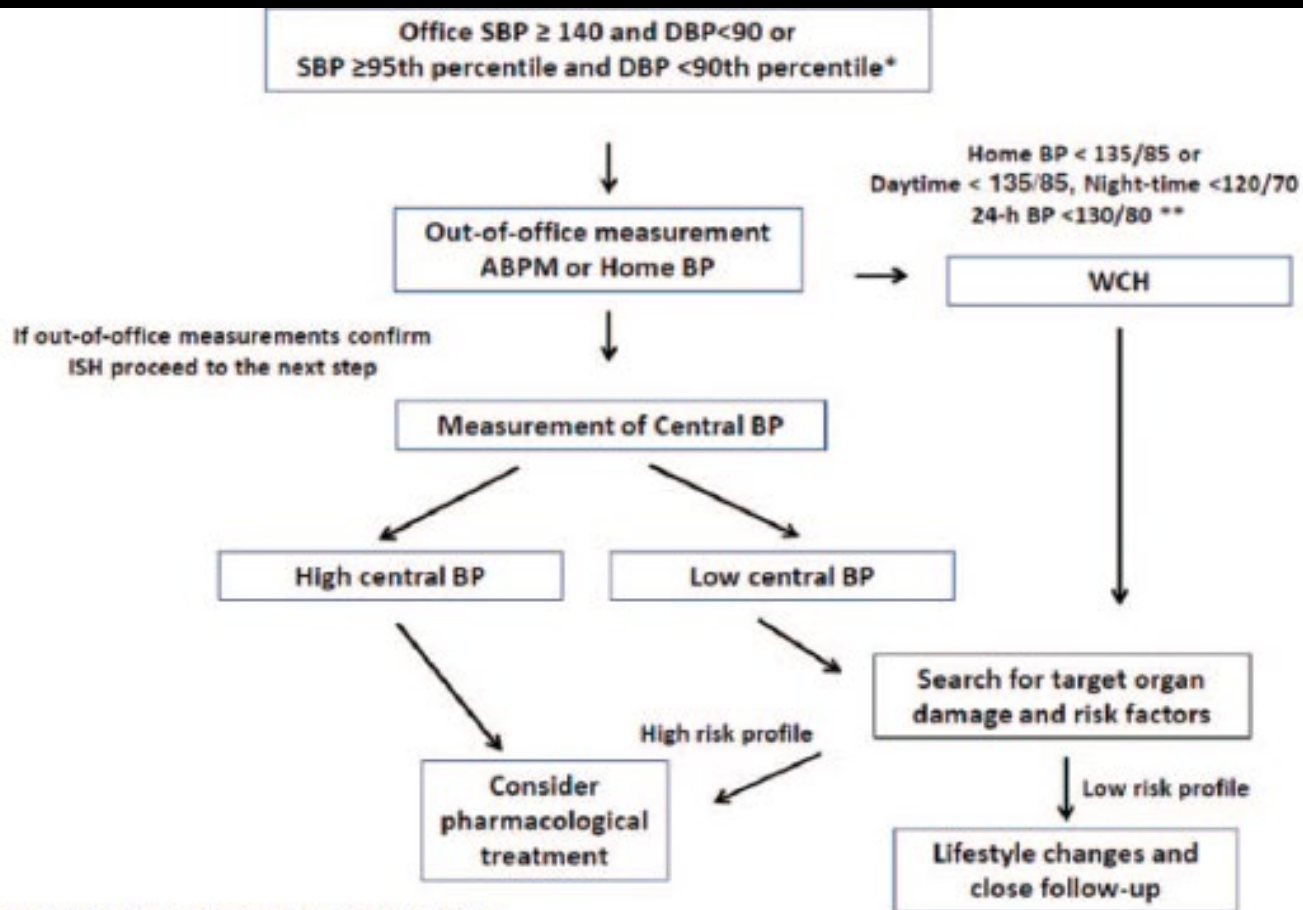 Office SBP ≥ 140 and DBP<90 or
SBP ≥95th percentile and DBP <90th percentile*
Home BP < 135/85 or
Daytime < 135/85, Night-time <120/70
24-h BP <130/80 **
Out-of-office measurement
ABPM or Home BP
WCH
If out-of-office measurements confirm
ISH proceed to the next step
Measurement of Central BP
High central BP
Low central BP
Search for target organ
damage and risk factors
High risk profile
Consider
pharmacological
treatment
Low risk profile
Lifestyle changes and
close follow-up